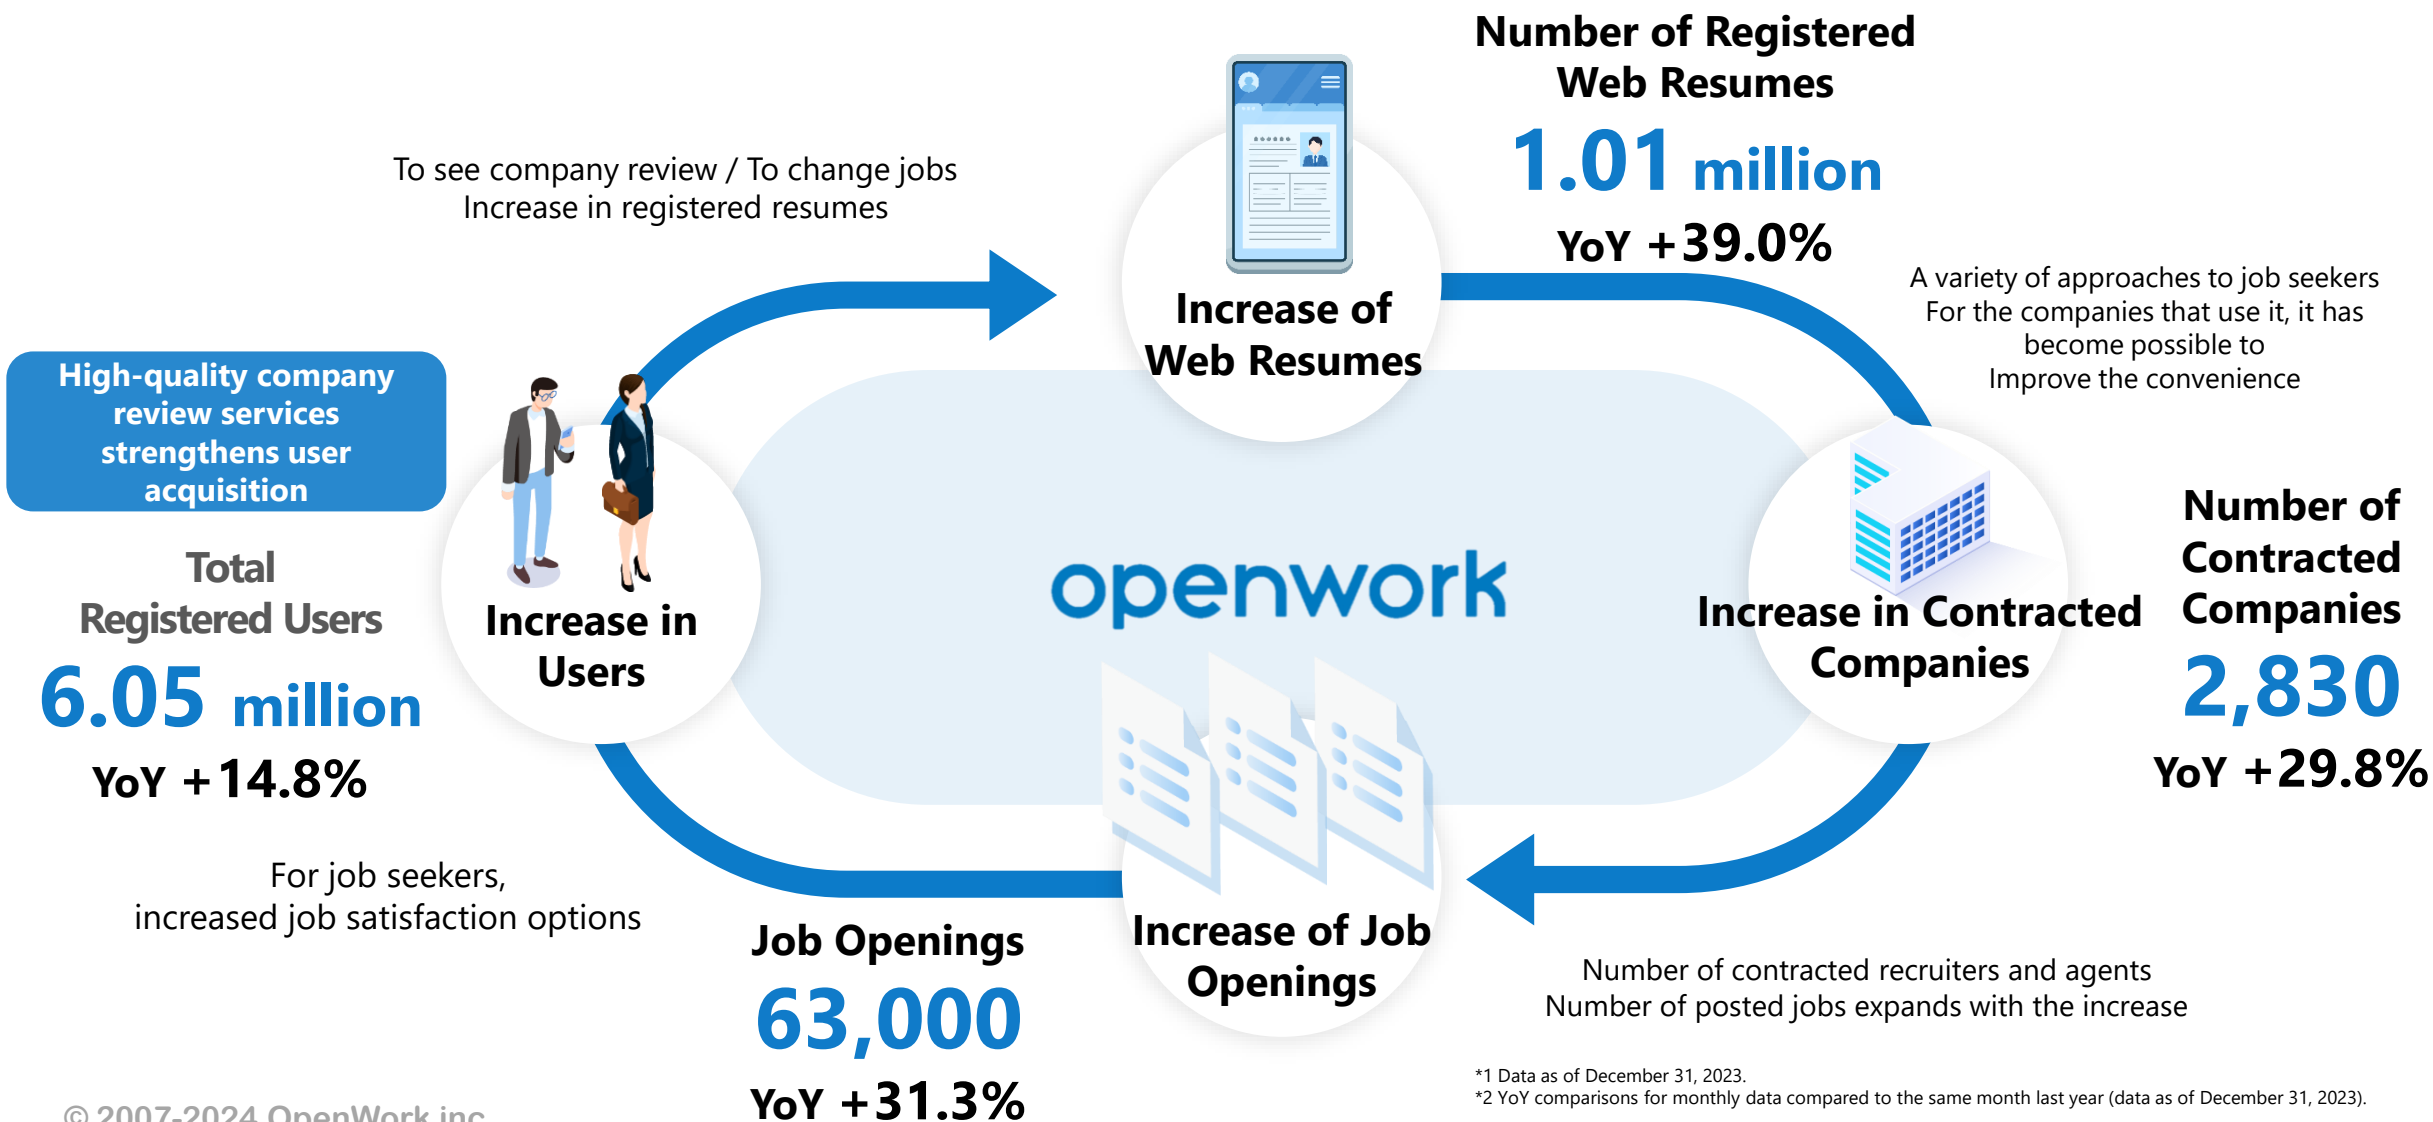 Number of Registered
Web Resumes
1.01 million
YoY +39.0%
To see company review / To change jobs
Increase in registered resumes
Increase of
Web Resumes
A variety of approaches to job seekers
For the companies that use it, it has
become possible to
Improve the convenience
High-quality company
review services
strengthens user
acquisition
Total
Registered Users
6.05 million
YoY +14.8%
Increase in
Users
openwork
Increase in Contracted
Companies
Number of
Contracted
Companies
2,830
YoY +29.8%
For job seekers,
increased job satisfaction options
Job Openings
63,000
YoY +31.3%
Increase of Job
Openings
Number of contracted recruiters and agents
Number of posted jobs expands with the increase
*1 Data as of December 31, 2023.
*2 YoY comparisons for monthly data compared to the same month last year (data as of December 31, 2023).
© 2007-2024 OpenWork inc